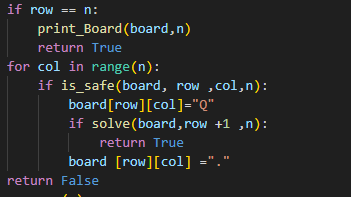 if row == n:
    print_Board(board,n)
    return True
for col in range(n):
    if is_safe(board, row ,col,n):
        board[row][col]="Q"
        if solve(board,row +1 ,n):
            return True
        board [row][col] ="."
return False